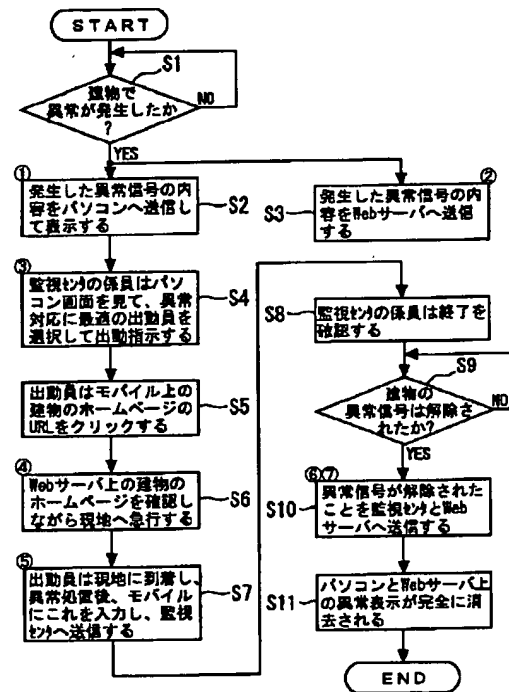 START
S1
建物で
異常が発生したか
?
NO
YES
①
発生した異常信号の内
容をパソコンへ送信し
て表示する
S2
②
発生した異常信号の内
容をWebサーバへ送信
する
S3
③
監視センタの係員はパソ
コン画面を見て、異常
対応に最適の出動員を
選択して出動指示する
S4
出動員はモバイル上の
建物のホームページの
URLをクリックする
S5
④
Webサーバ上の建物の
ホームページを確認し
ながら現地へ急行する
S6
⑤
出動員は現地に到着し、
異常処置後、モバイル
にこれを入力し、監視
センタへ送信する
S7
S8
監視センタの係員は終了を
確認する
S9
建物の
異常信号は解除されたか?
NO
YES
⑥⑦
S10
異常信号が解除された
ことを監視センタとWeb
サーバへ送信する
S11
パソコンとWebサーバ上
の異常表示が完全に消
去される
END